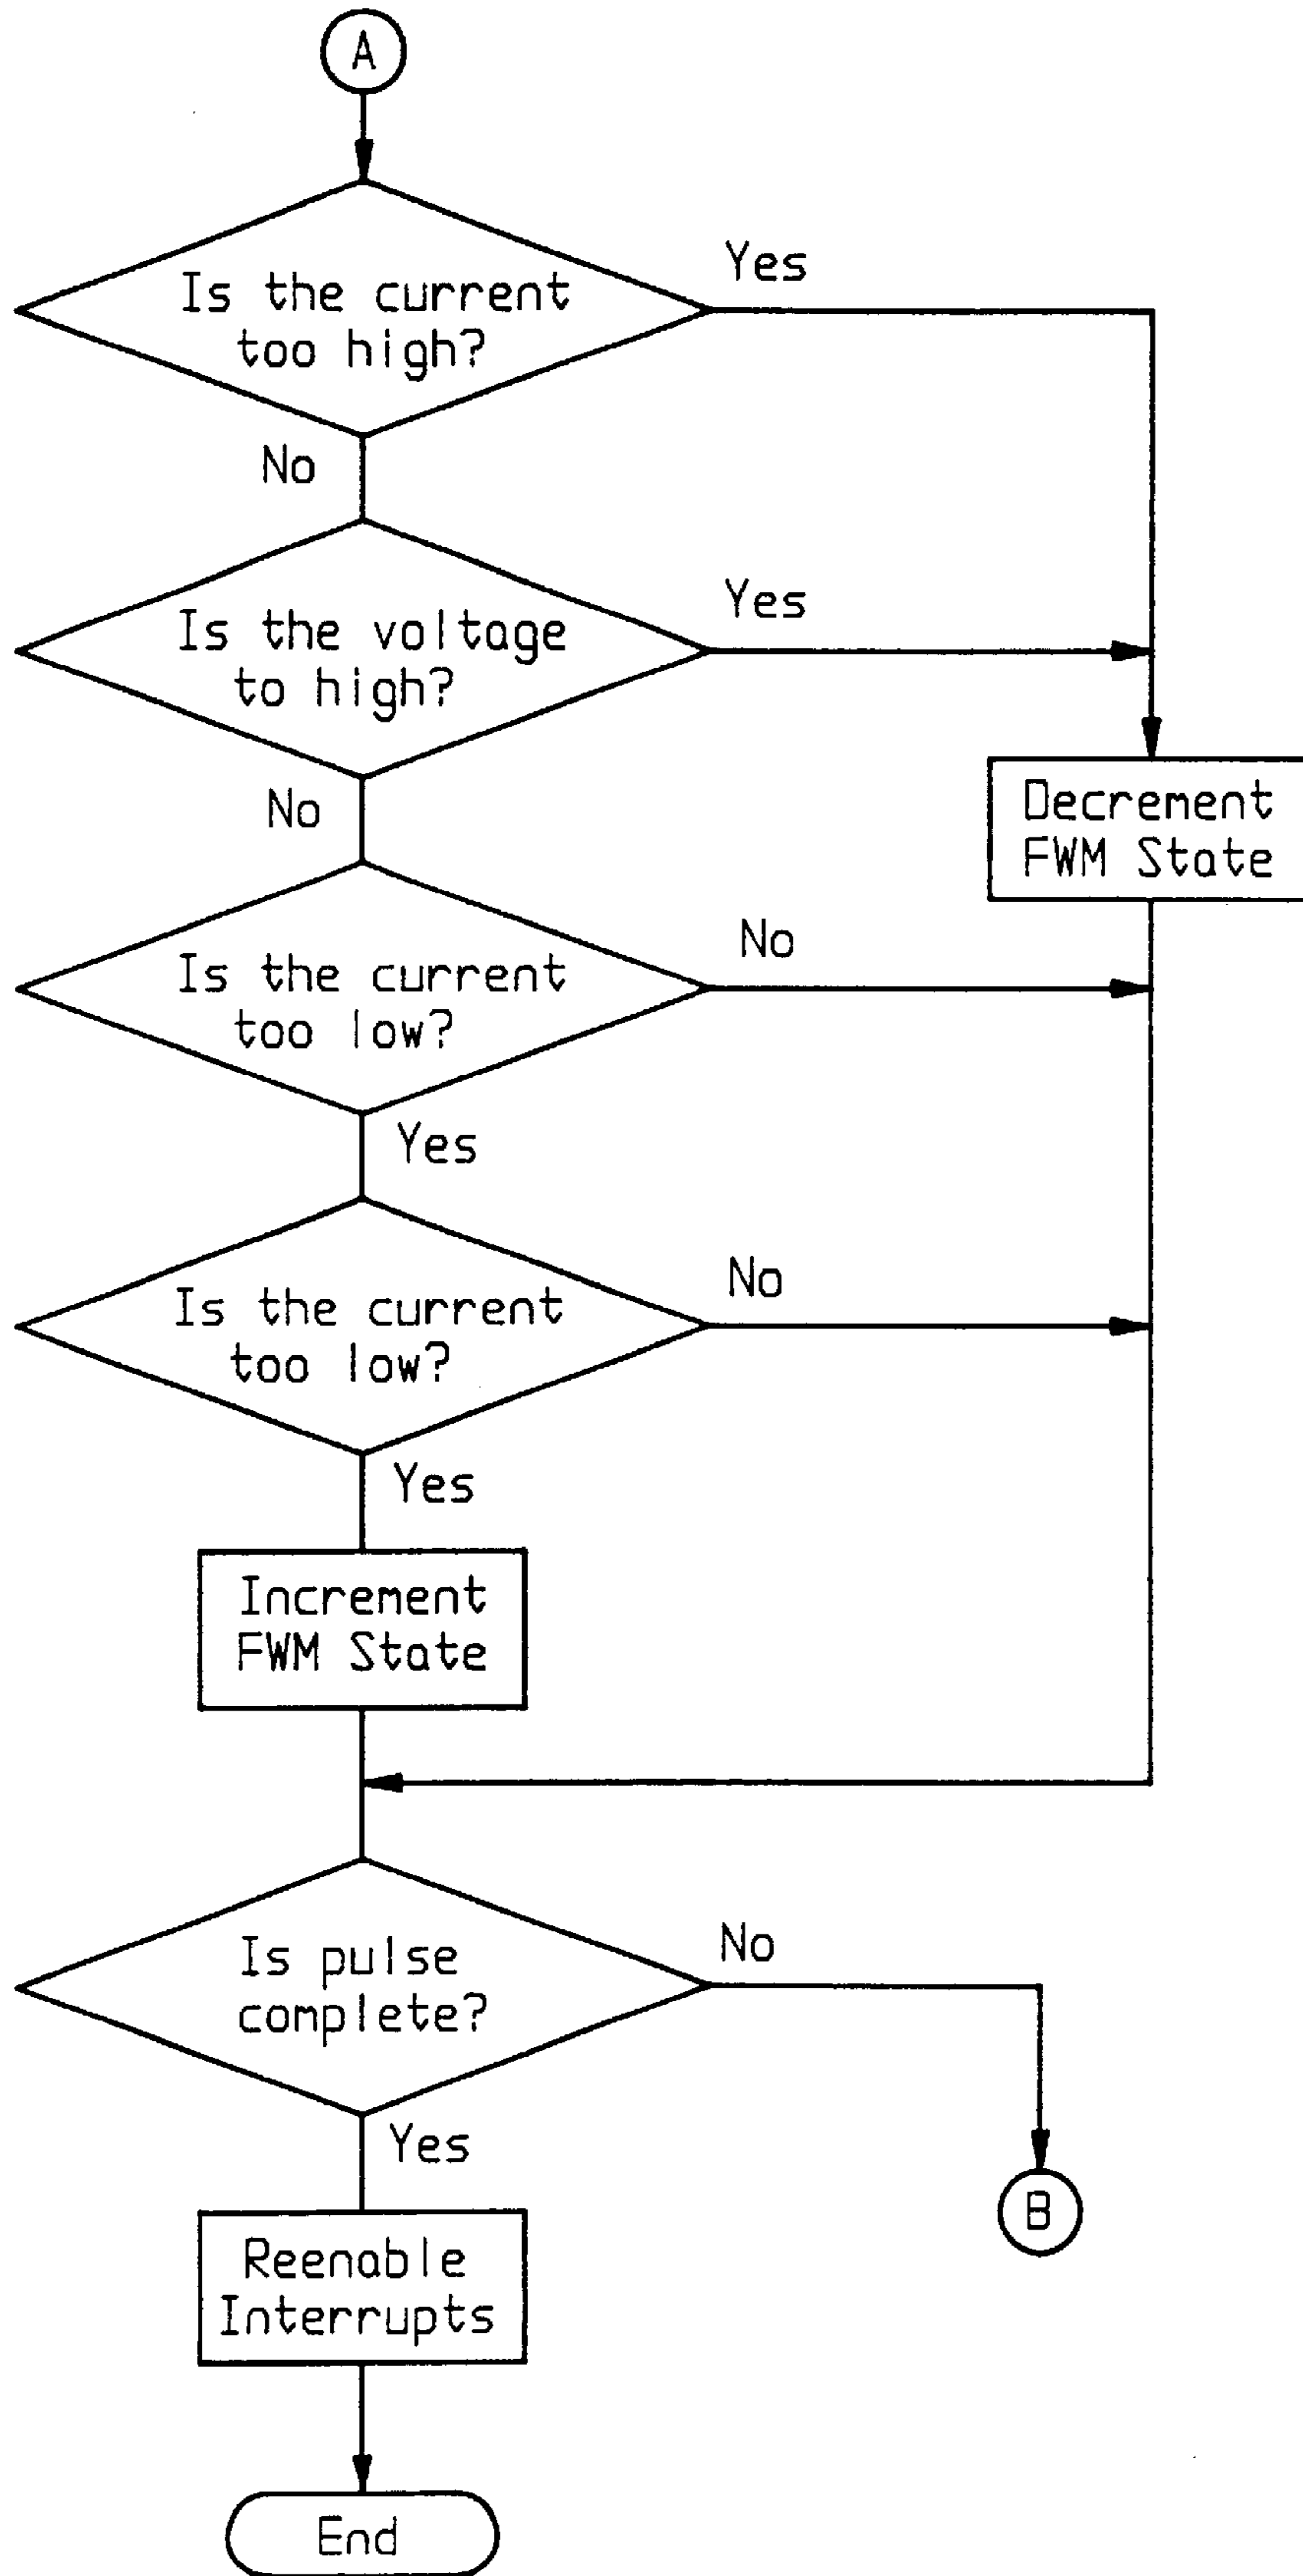 A
Is the current
too high?
Yes
No
Is the voltage
to high?
Yes
No
Decrement
FWM State
Is the current
too low?
No
Yes
Is the current
too low?
No
Yes
Increment
FWM State
Is pulse
complete?
No
Yes
B
Reenable
Interrupts
End